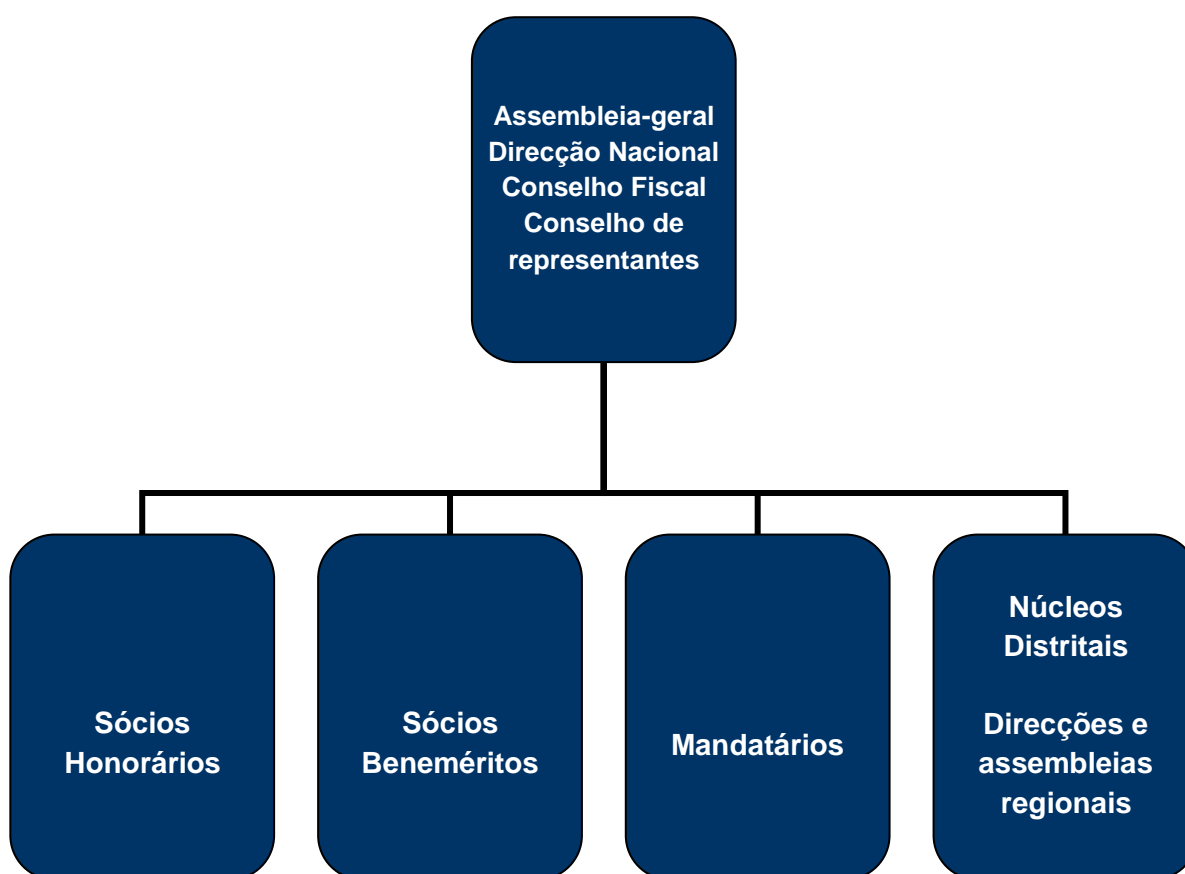 Assembleia-geral
Direcção Nacional
Conselho Fiscal
Conselho de
representantes
Sócios
Honorários
Sócios
Beneméritos
Mandatários
Núcleos
Distritais
Direcções e
assembleias
regionais